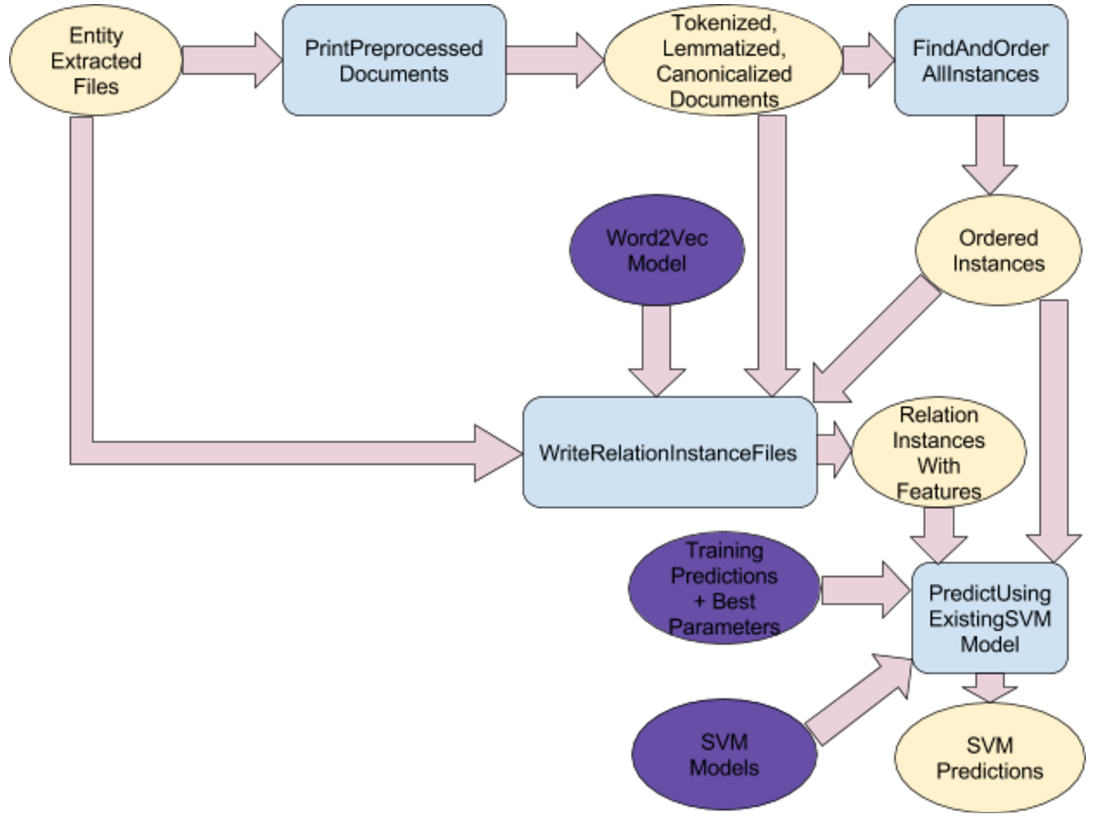 Entity
Extracted
Files
PrintPreprocessed
Documents
Tokenized,
Lemmatized,
Canonicalized
Documents
FindAndOrder
AllInstances
Word2Vec
Model
Ordered
Instances
WriteRelationInstanceFiles
Relation
Instances
With
Features
Training
Predictions
+ Best
Parameters
PredictUsing
ExistingSVM
Model
SVM
Models
SVM
Predictions